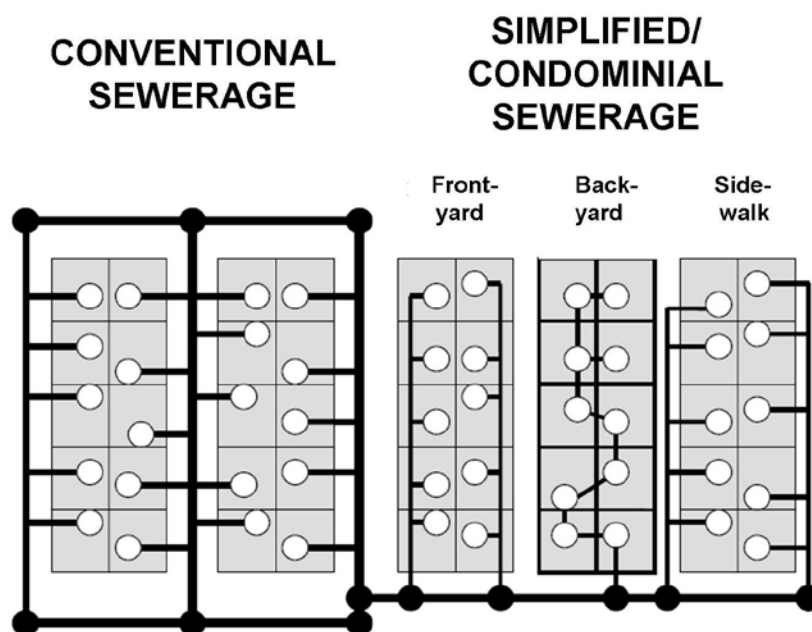 CONVENTIONAL
SEWERAGE
SIMPLIFIED/
CONDOMINIAL
SEWERAGE
Front-
yard
Back-
yard
Side-
walk